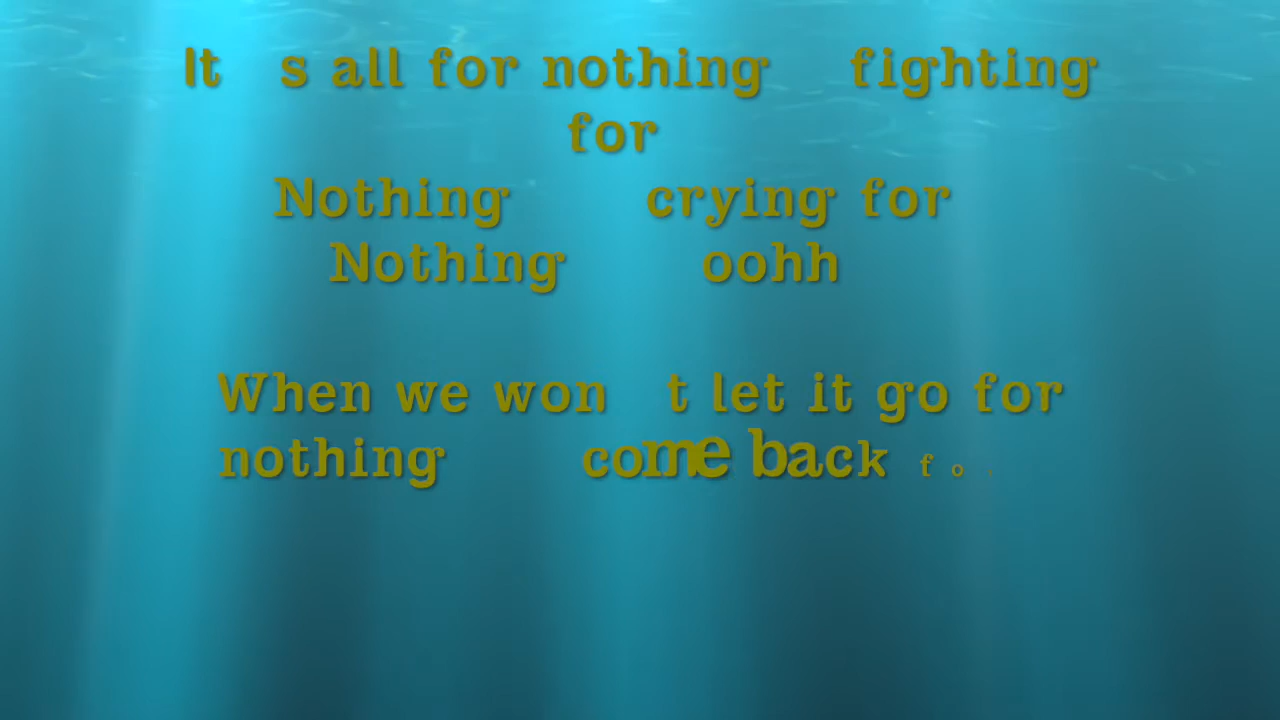 It s all for nothing fighting
for
Nothing crying for
Nothing oohh
When we won t let it go for
nothing come back fo